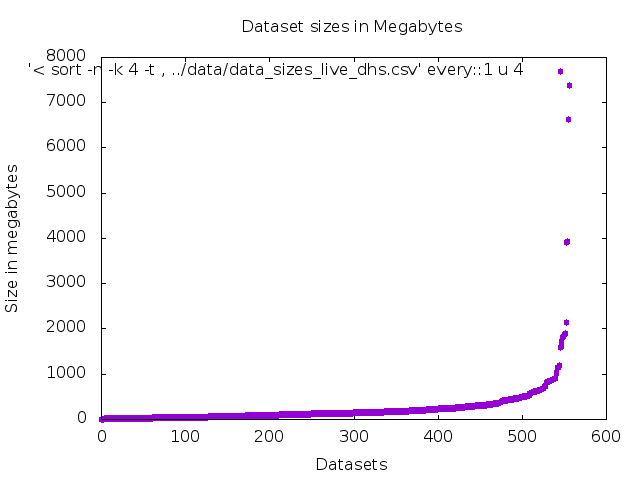 Dataset sizes in Megabytes
'< sort -n -k 4 -t , ../data/data_sizes_live_dhs.csv' every::1 u 4
8000
7000
6000
5000
4000
3000
2000
1000
0
Size in megabytes
0 100 200 300 400 500 600
Datasets